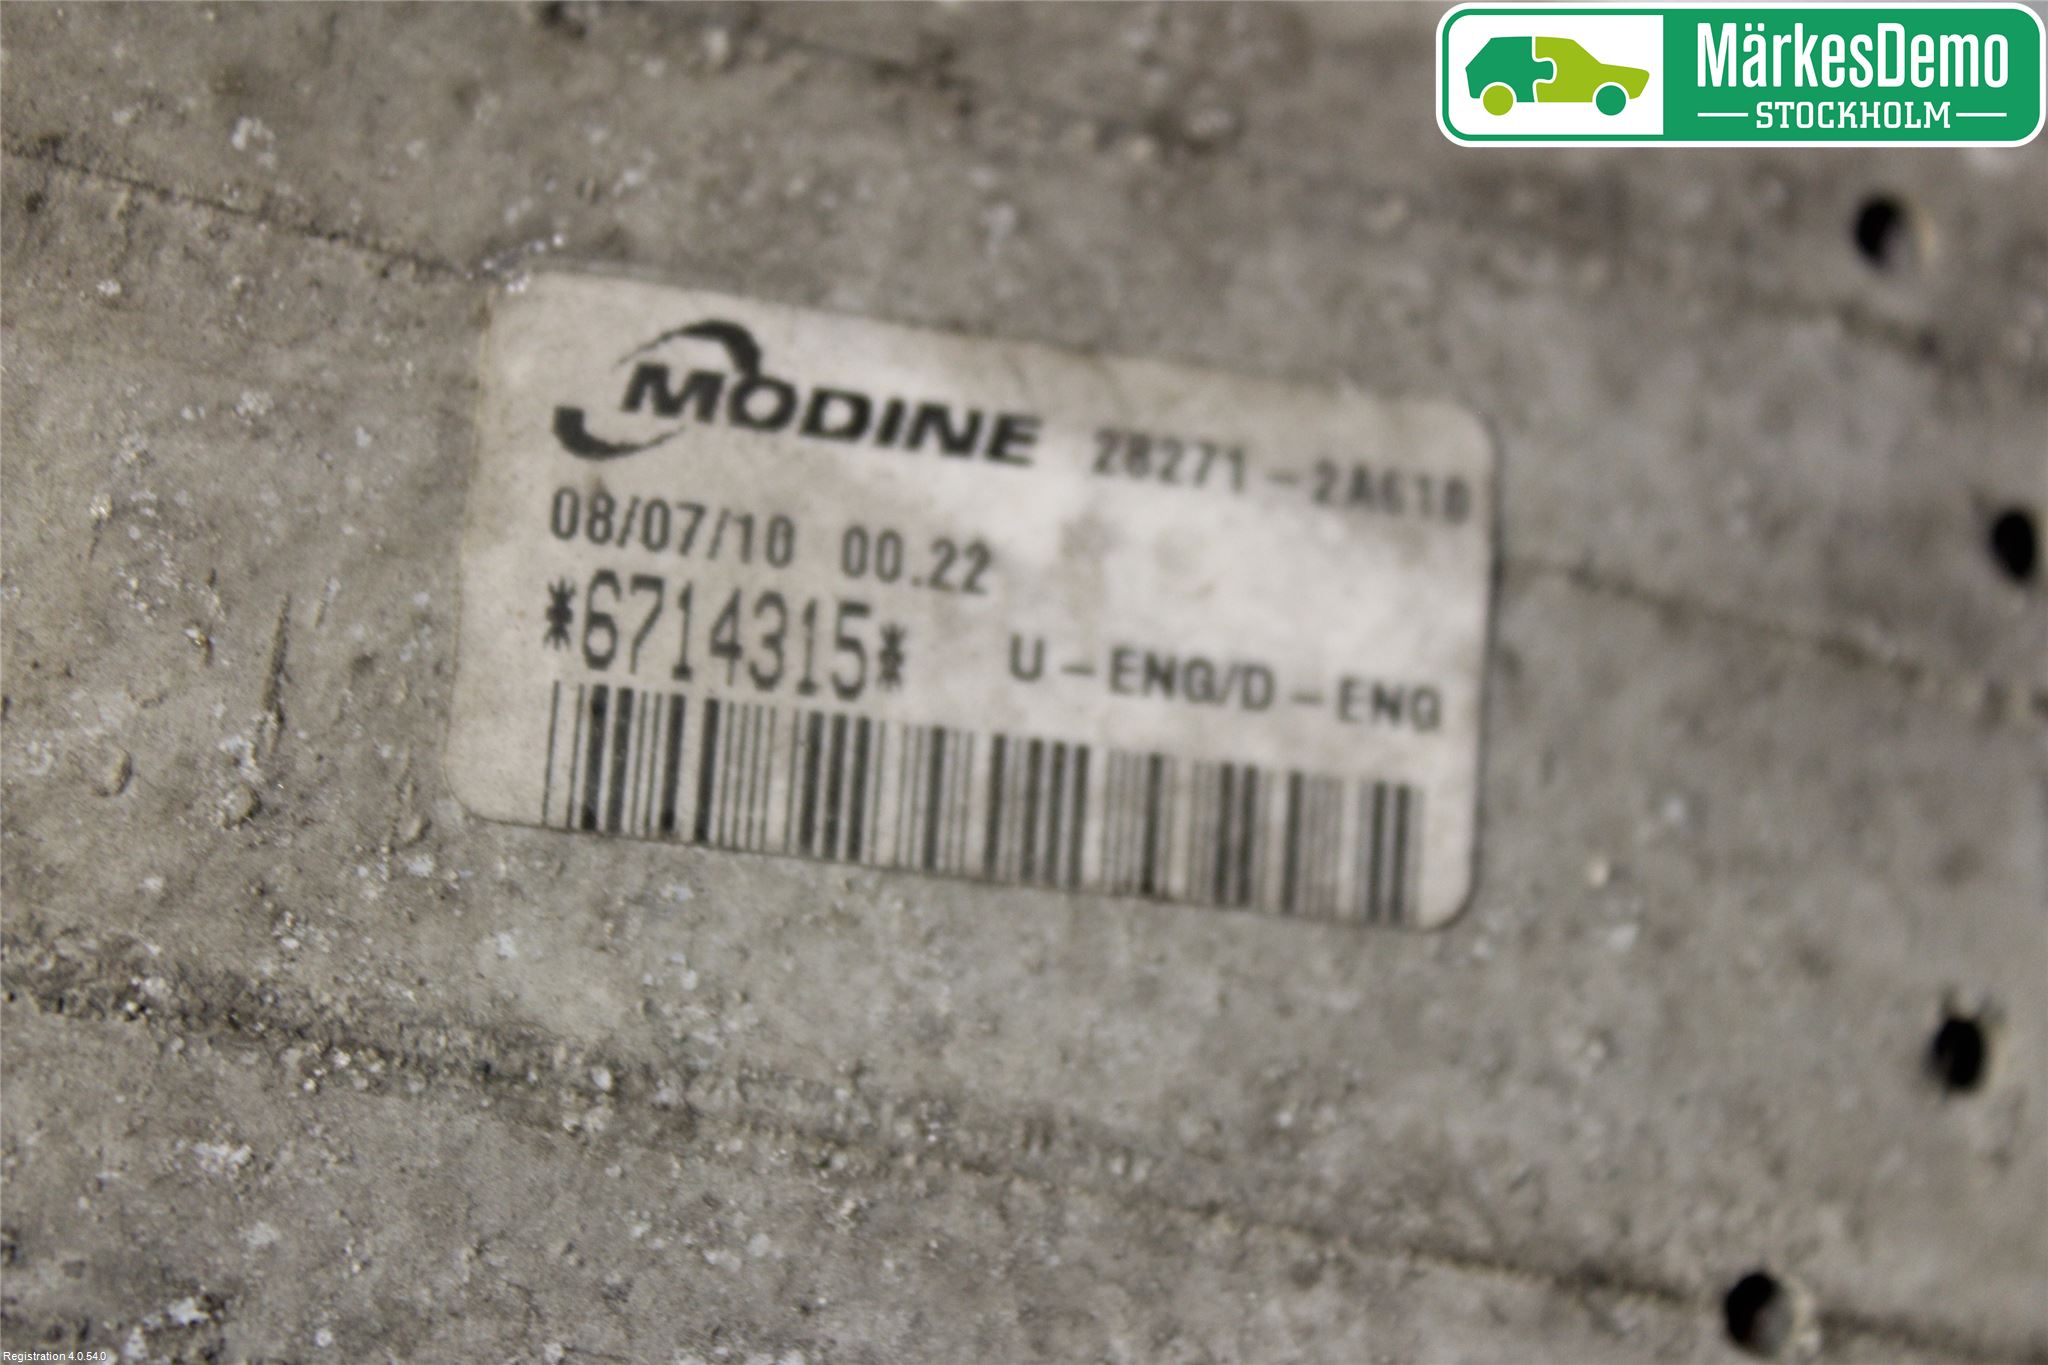 MärkesDemo
STOCKHOLM
MODINE 28271-2A610
08/07/10 00.22
*6714315* U-ENG/D-ENG
Registration 4.0.54.0